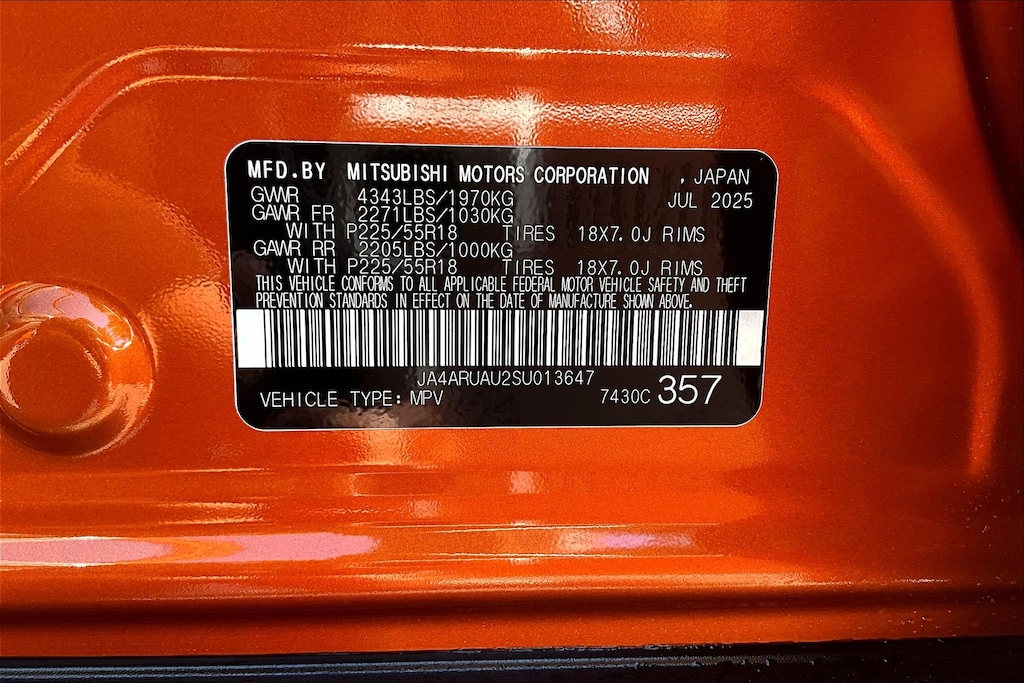 MFD.BY MITSUBISHI MOTORS CORPORATION , JAPAN
GVWR 4343LBS/1970KG JUL 2025
GAWR FR 2271LBS/1030KG
WITH P225/55R18 TIRES 18X7.0J RIMS
GAWR RR 2205LBS/1000KG
WITH P225/55R18 TIRES 18X7.0J RIMS
THIS VEHICLE CONFORMS TO ALL APPLICABLE FEDERAL MOTOR VEHICLE SAFETY AND THEFT
PREVENTION STANDARDS IN EFFECT ON THE DATE OF MANUFACTURE SHOWN ABOVE.
JA4ARUAU2SU013647
VEHICLE TYPE: MPV 7430C 357